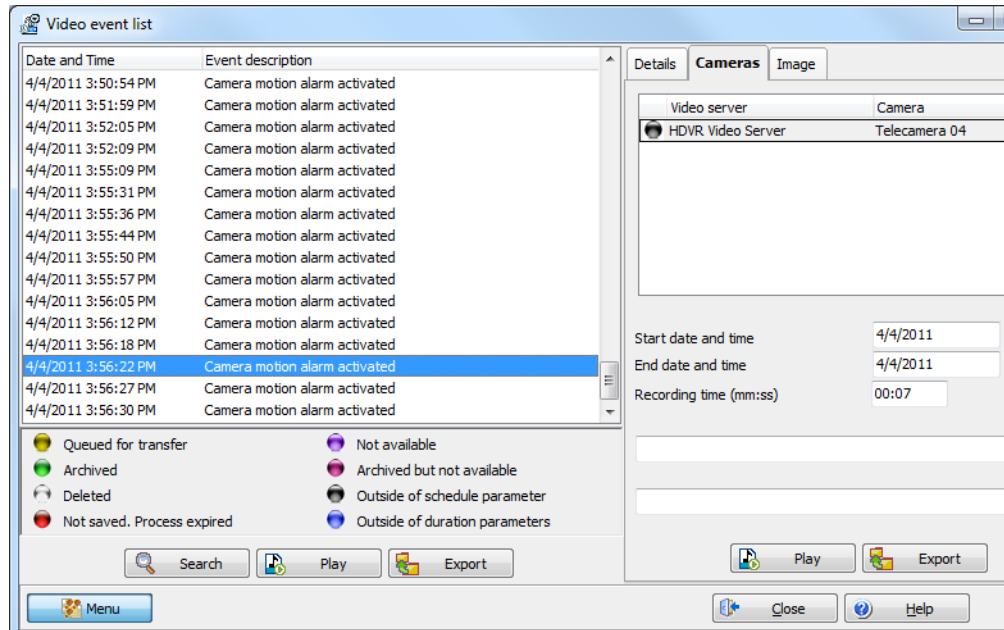 Video event list
Date and Time Event description
4/4/2011 3:50:54 PM Camera motion alarm activated
4/4/2011 3:51:59 PM Camera motion alarm activated
4/4/2011 3:52:05 PM Camera motion alarm activated
4/4/2011 3:52:09 PM Camera motion alarm activated
4/4/2011 3:55:09 PM Camera motion alarm activated
4/4/2011 3:55:31 PM Camera motion alarm activated
4/4/2011 3:55:36 PM Camera motion alarm activated
4/4/2011 3:55:44 PM Camera motion alarm activated
4/4/2011 3:55:50 PM Camera motion alarm activated
4/4/2011 3:55:57 PM Camera motion alarm activated
4/4/2011 3:56:05 PM Camera motion alarm activated
4/4/2011 3:56:12 PM Camera motion alarm activated
4/4/2011 3:56:18 PM Camera motion alarm activated
4/4/2011 3:56:22 PM Camera motion alarm activated
4/4/2011 3:56:27 PM Camera motion alarm activated
4/4/2011 3:56:30 PM Camera motion alarm activated
Queued for transfer Not available
Archived Archived but not available
Deleted Outside of schedule parameter
Not saved. Process expired Outside of duration parameters
Search Play Export
Details Cameras Image
Video server Camera
HDVR Video Server Telecamera 04
Start date and time 4/4/2011
End date and time 4/4/2011
Recording time (mm:ss) 00:07
Play Export
Menu Close Help